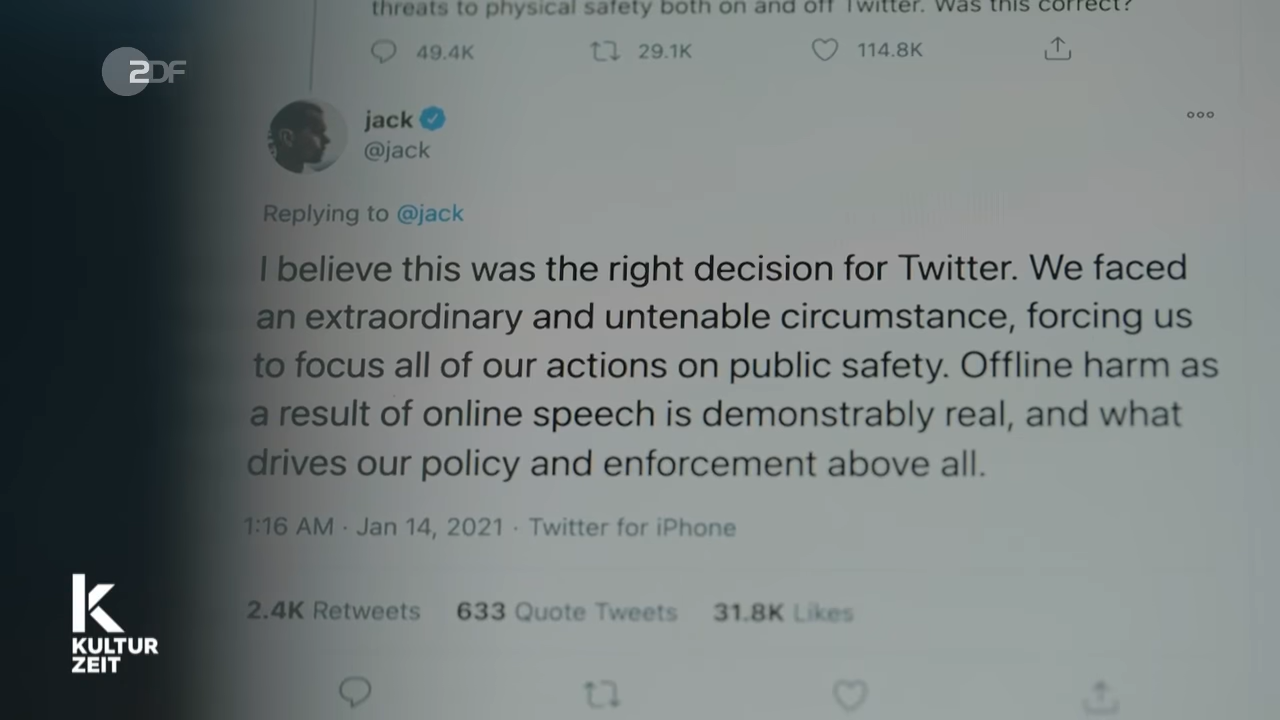 threats to physical safety both on and off Twitter. Was this correct?
49.4K 29.1K 114.8K
2DF
jack
@jack
Replying to @jack
I believe this was the right decision for Twitter. We faced
an extraordinary and untenable circumstance, forcing us
to focus all of our actions on public safety. Offline harm as
a result of online speech is demonstrably real, and what
drives our policy and enforcement above all.
1:16 AM · Jan 14, 2021 · Twitter for iPhone
2.4K Retweets 633 Quote Tweets 31.8K Likes
k
KULTUR
ZEIT